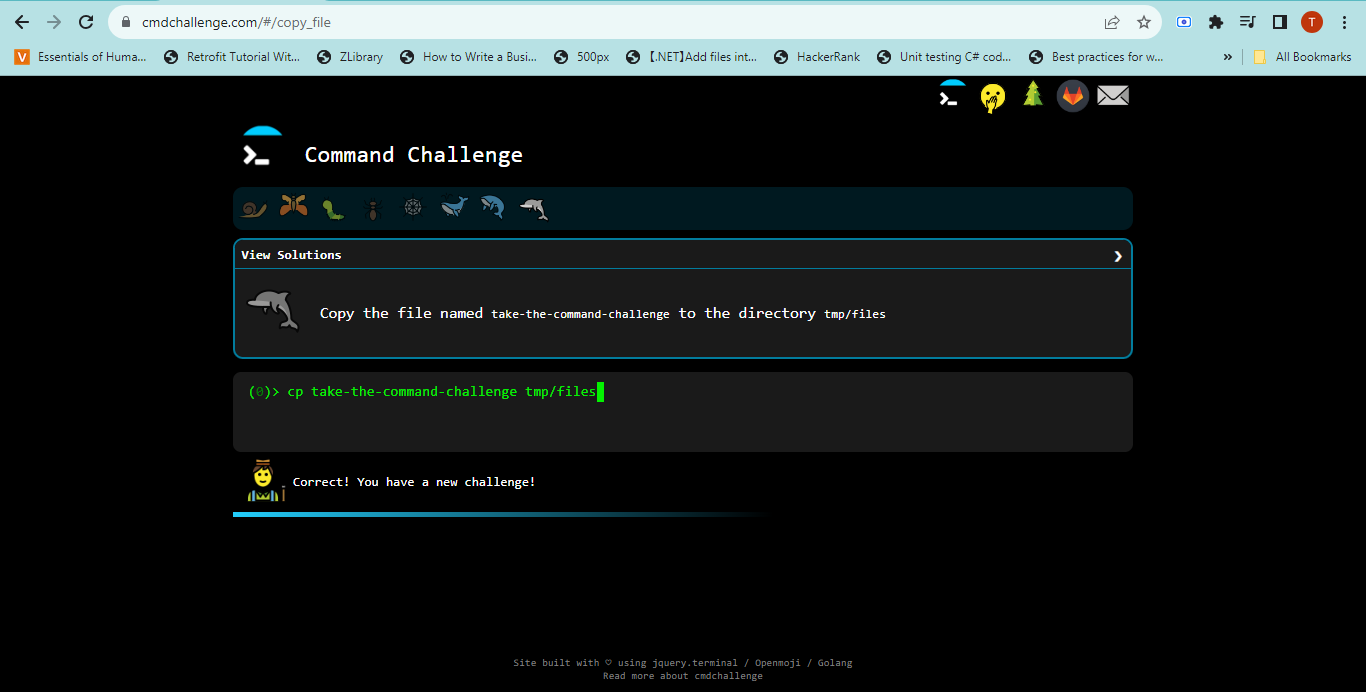 cmdchallenge.com/#/copy_file
T
V Essentials of Huma... Retrofit Tutorial Wit... ZLibrary How to Write a Busi... 500px 【.NET】Add files int... HackerRank Unit testing C# cod... Best practices for w... » All Bookmarks
Command Challenge
View Solutions
Copy the file named take-the-command-challenge to the directory tmp/files
(0)> cp take-the-command-challenge tmp/files
Correct! You have a new challenge!
Site built with ♡ using jquery.terminal / Openmoji / Golang
Read more about cmdchallenge